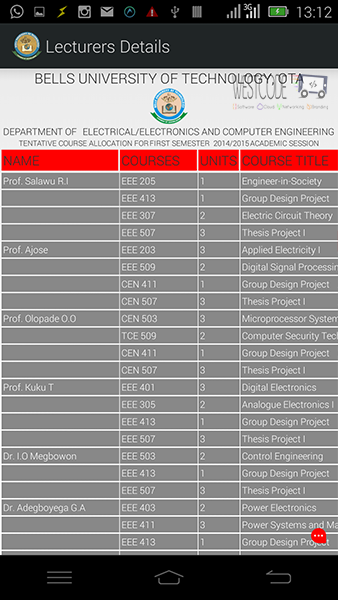 3G 13:12
Lecturers Details
BELLS UNIVERSITY OF TECHNOLOGY, OTA
WESTCODE
Software Cloud Networking Branding
DEPARTMENT OF ELECTRICAL/ELECTRONICS AND COMPUTER ENGINEERING
TENTATIVE COURSE ALLOCATION FOR FIRST SEMESTER 2014/2015 ACADEMIC SESSION
NAME COURSES UNITS COURSE TITLE
Prof. Salawu R.I EEE 205 1 Engineer-in-Society
EEE 413 1 Group Design Project
EEE 307 2 Electric Circuit Theory
EEE 507 3 Thesis Project I
Prof. Ajose EEE 203 3 Applied Electricity I
EEE 509 2 Digital Signal Processin
CEN 411 1 Group Design Project
CEN 507 3 Thesis Project I
Prof. Olopade O.O CEN 503 3 Microprocessor System
TCE 509 2 Computer Security Tec
CEN 411 1 Group Design Project
CEN 507 3 Thesis Project I
Prof. Kuku T EEE 401 3 Digital Electronics
EEE 305 2 Analogue Electronics I
EEE 413 1 Group Design Project
EEE 507 3 Thesis Project I
Dr. I.O Megbowon EEE 503 2 Control Engineering
EEE 413 1 Group Design Project
EEE 507 3 Thesis Project I
Dr. Adegboyega G.A EEE 403 2 Power Electronics
EEE 411 3 Power Systems and Ma
EEE 413 1 Group Design Project